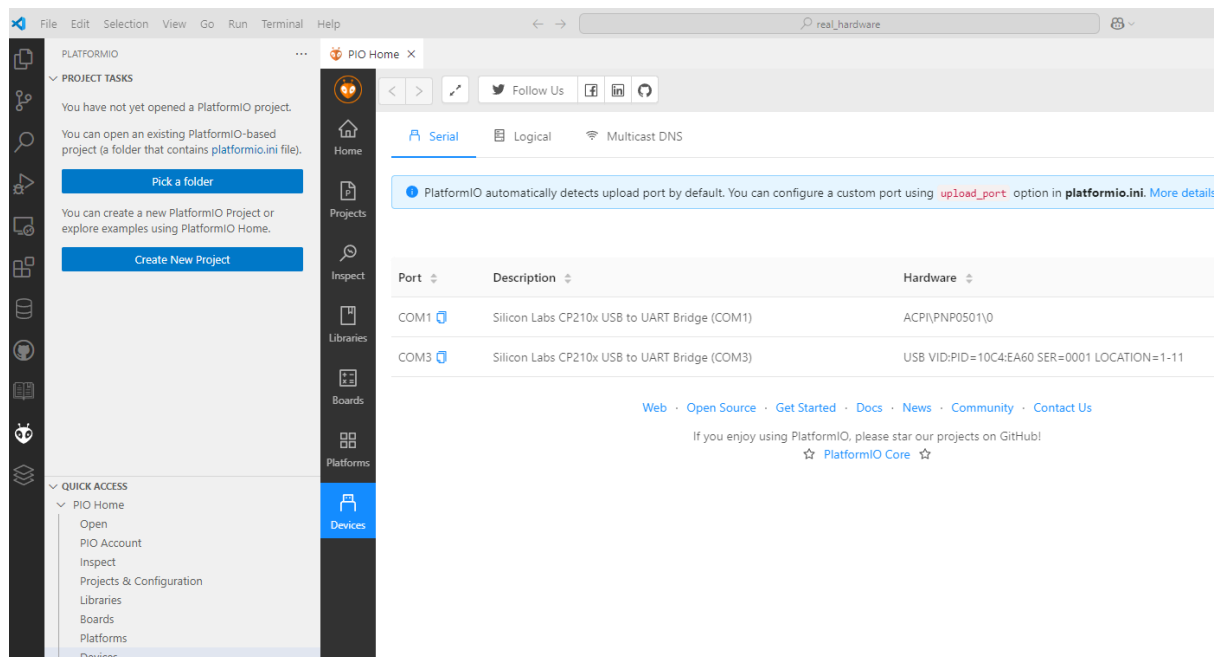 File Edit Selection View Go Run Terminal Help
real_hardware
PLATFORMIO
PIO Home
PROJECT TASKS
You have not yet opened a PlatformIO project.
You can open an existing PlatformIO-based
project (a folder that contains platformio.ini file).
Pick a folder
You can create a new PlatformIO Project or
explore examples using PlatformIO Home.
Create New Project
QUICK ACCESS
PIO Home
Open
PIO Account
Inspect
Projects & Configuration
Libraries
Boards
Platforms
Devices
Home
Projects
Inspect
Libraries
Boards
Platforms
Devices
Follow Us
Serial Logical Multicast DNS
PlatformIO automatically detects upload port by default. You can configure a custom port using upload_port option in platformio.ini. More details
Port Description Hardware
COM1 Silicon Labs CP210x USB to UART Bridge (COM1) ACPI\PNP0501\0
COM3 Silicon Labs CP210x USB to UART Bridge (COM3) USB VID:PID=10C4:EA60 SER=0001 LOCATION=1-11
Web · Open Source · Get Started · Docs · News · Community · Contact Us
If you enjoy using PlatformIO, please star our projects on GitHub!
PlatformIO Core